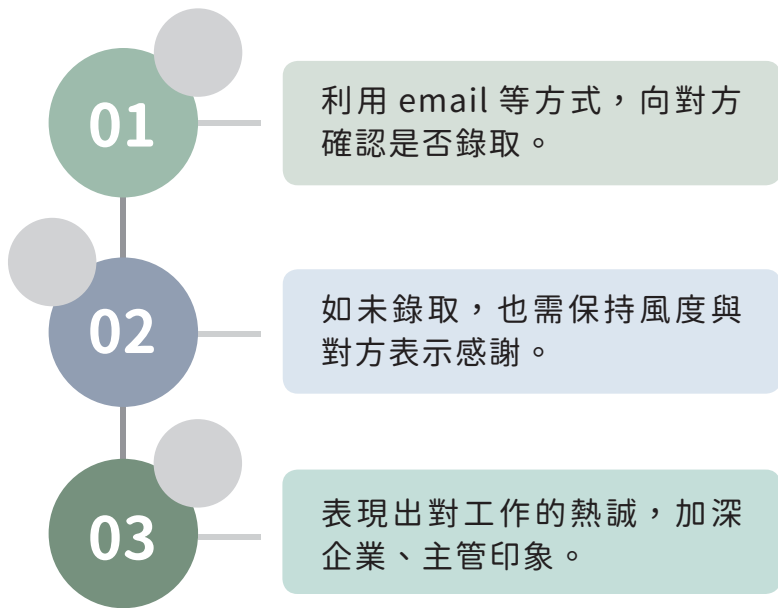 01
利用 email 等方式，向對方
確認是否錄取。
02
如未錄取，也需保持風度與
對方表示感謝。
03
表現出對工作的熱誠，加深
企業、主管印象。